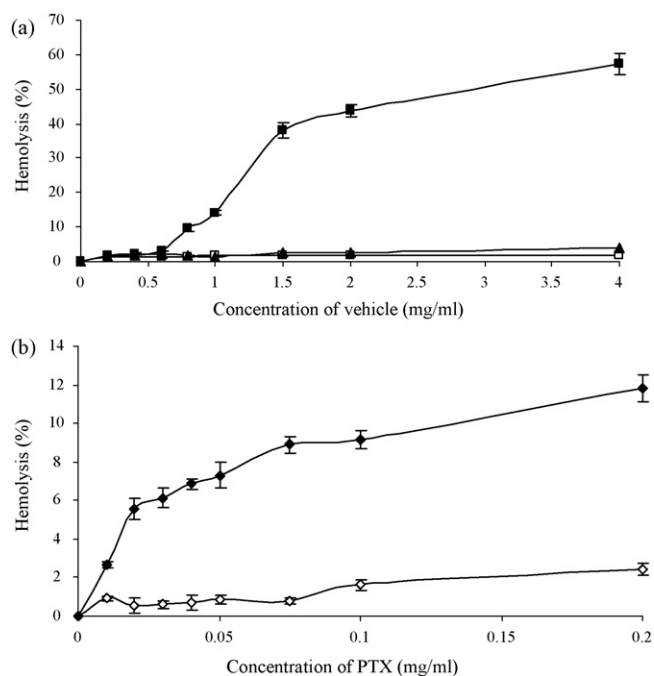 (a)
70
60
50
40
30
20
10
0
Hemolysis (%)
0 0.5 1 1.5 2 2.5 3 3.5 4
Concentration of vehicle (mg/ml)
(b)
14
12
10
8
6
4
2
0
Hemolysis (%)
0 0.05 0.1 0.15 0.2
Concentration of PTX (mg/ml)